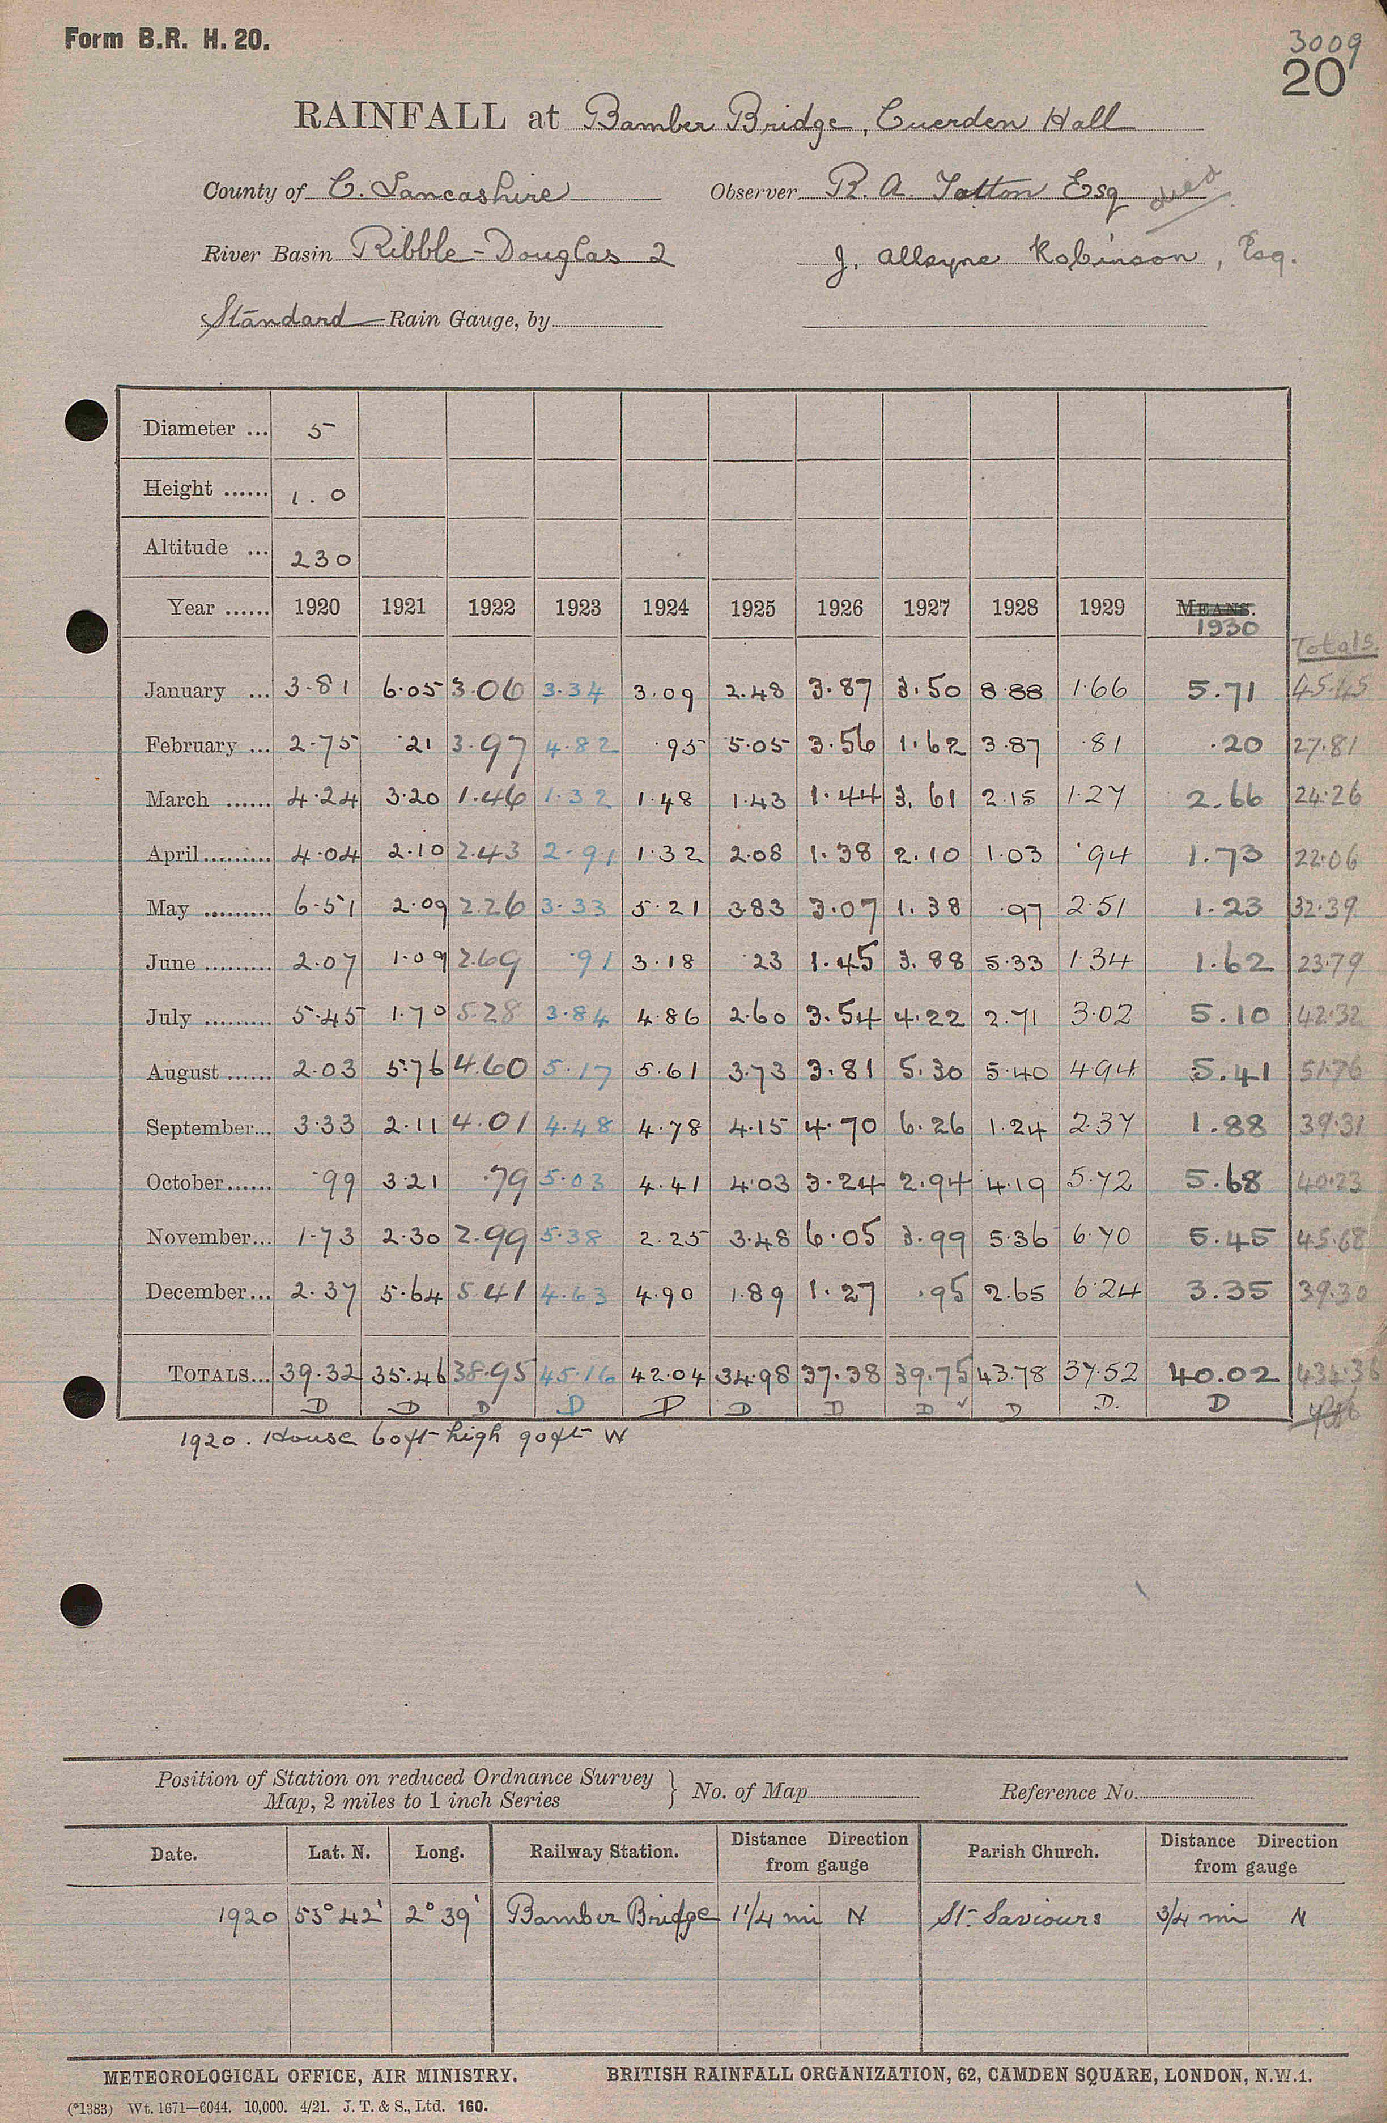 Form B.R. H. 20.
3009
20
RAINFALL at Bamber Bridge, Cuerden Hall
County of C. Lancashire Observer R. A. Tatton Esq died
River Basin Ribble-Douglas 2 J. Alleyne Robinson, Esq.
Standard Rain Gauge, by
Diameter ... 5
Height ...... 1.0
Altitude ... 230
Year ...... 1920 1921 1922 1923 1924 1925 1926 1927 1928 1929 MEANS.
1930 Totals
January ... 3.81 6.05 3.06 3.34 3.09 2.48 3.87 3.50 8.88 1.66 5.71 45.45
February ... 2.75 .21 3.97 4.82 .95 5.05 3.56 1.62 3.87 .81 .20 27.81
March ...... 4.24 3.20 1.46 1.32 1.48 1.43 1.44 3.61 2.15 1.27 2.66 24.26
April ......... 4.04 2.10 2.43 2.91 1.32 2.08 1.38 2.10 1.03 .94 1.73 22.06
May ......... 6.51 2.09 2.26 3.33 5.21 3.83 3.07 1.38 .97 2.51 1.23 32.39
June ......... 2.07 1.09 2.69 .91 3.18 .23 1.45 3.88 5.33 1.34 1.62 23.79
July ......... 5.45 1.70 5.28 3.84 4.86 2.60 3.54 4.22 2.71 3.02 5.10 42.32
August ...... 2.03 5.76 4.60 5.17 5.61 3.73 3.81 5.30 5.40 4.94 5.41 51.76
September... 3.33 2.11 4.01 4.48 4.78 4.15 4.70 6.26 1.24 2.37 1.88 39.31
October...... .99 3.21 .79 5.03 4.41 4.03 3.24 2.94 4.19 5.72 5.68 40.23
November... 1.73 2.30 2.99 5.38 2.25 3.48 6.05 3.99 5.36 6.70 5.45 45.68
December... 2.37 5.64 5.41 4.63 4.90 1.89 1.27 .95 2.65 6.24 3.35 39.30
TOTALS... 39.32 35.46 38.95 45.16 42.04 34.98 37.38 39.75 43.78 37.52 40.02 434.36
D D D D D D D D ✓ D D. D
1920. House 60ft high 90ft W
Position of Station on reduced Ordnance Survey
Map, 2 miles to 1 inch Series } No. of Map Reference No.
Date. Lat. N. Long. Railway Station. Distance Direction from gauge Parish Church. Distance Direction from gauge
1920 53° 42' 2° 39' Bamber Bridge 1 1/4 mi N St. Saviours 3/4 mi N
METEOROLOGICAL OFFICE, AIR MINISTRY. BRITISH RAINFALL ORGANIZATION, 62, CAMDEN SQUARE, LONDON, N.W.1.
(*1383) Wt. 1671—6044. 10,000. 4/21. J. T. & S., Ltd. 160.